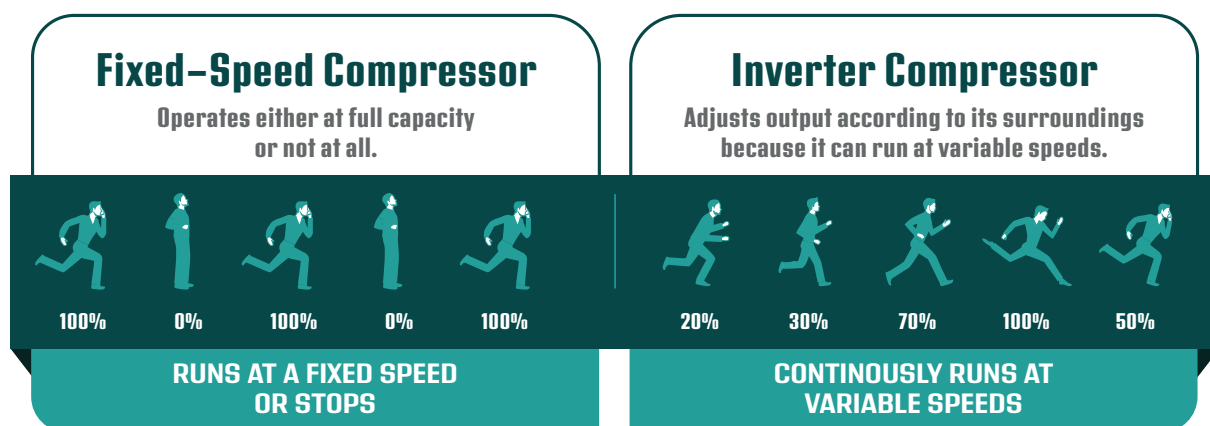 Fixed-Speed Compressor
Operates either at full capacity
or not at all.
100% 0% 100% 0% 100%
RUNS AT A FIXED SPEED
OR STOPS
Inverter Compressor
Adjusts output according to its surroundings
because it can run at variable speeds.
20% 30% 70% 100% 50%
CONTINOUSLY RUNS AT
VARIABLE SPEEDS